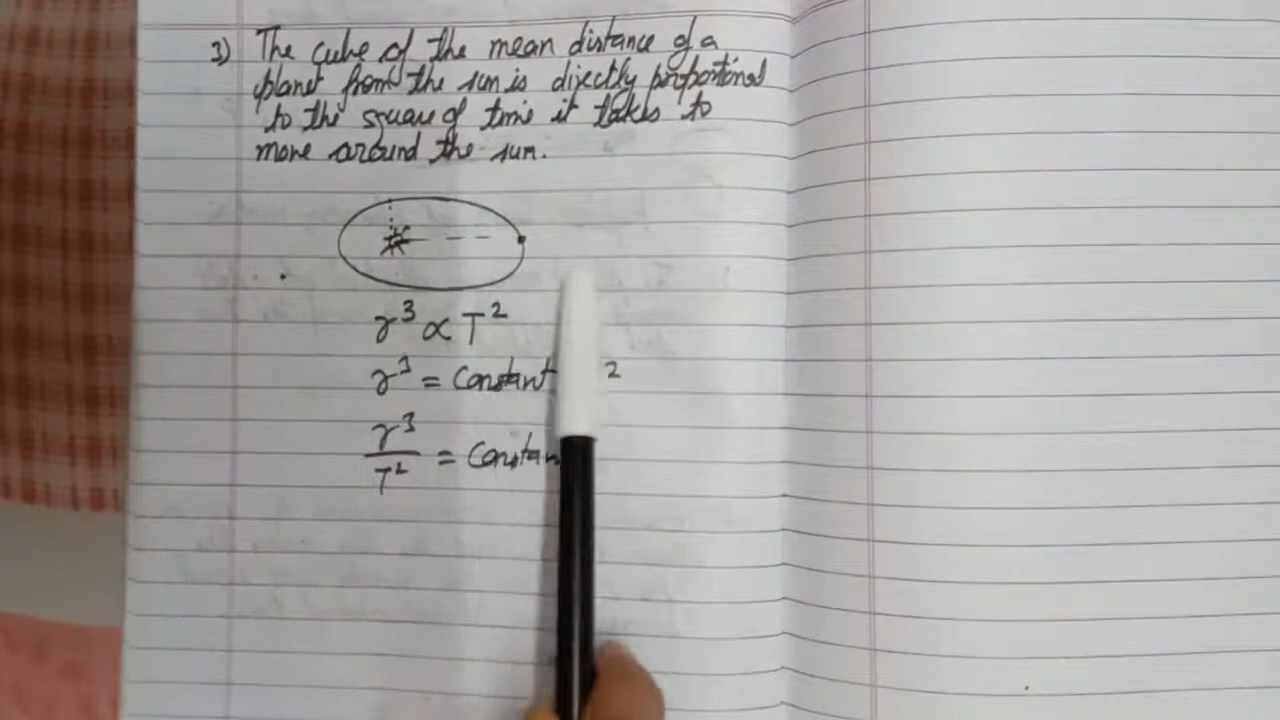 3) The cube of the mean distance of a
planet from the sun is directly proportional
to the square of time it takes to
move around the sun.
r³ ∝ T²
r³ = Constant 2
r³/T² = Constan